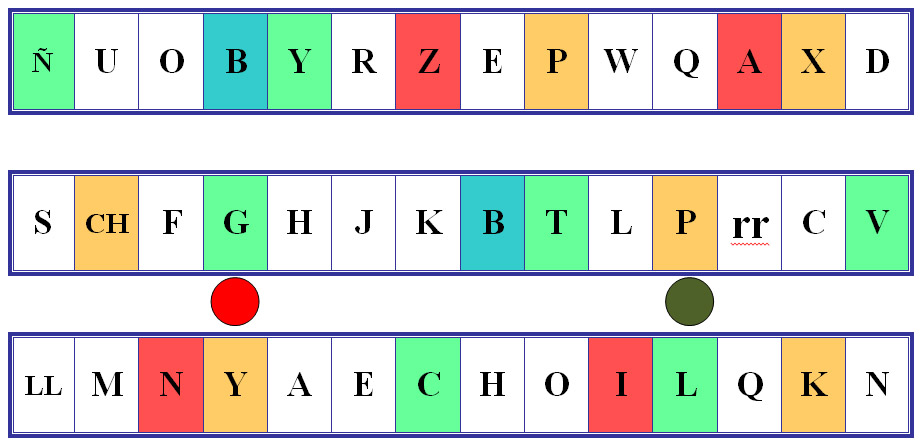 Ñ U O B Y R Z E P W Q A X D
S CH F G H J K B T L P rr C V
LL M N Y A E C H O I L Q K N